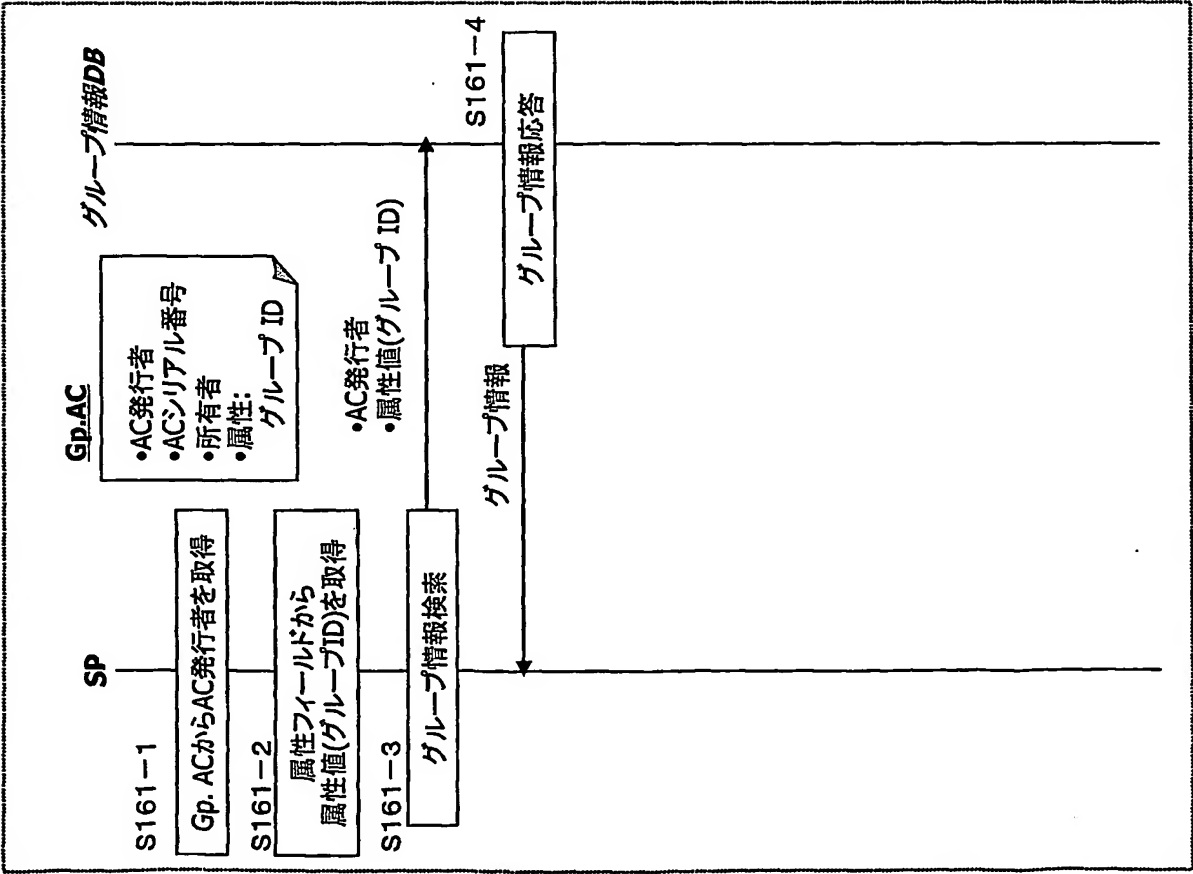 SP
Gp.AC
グループ情報DB
•AC発行者
•ACシリアル番号
•所有者
•属性:
グループ ID
S161－1
Gp. ACからAC発行者を取得
S161－2
属性フィールドから
属性値(グループID)を取得
S161－3
グループ情報検索
•AC発行者
•属性値(グループ ID)
S161－4
グループ情報応答
グループ情報